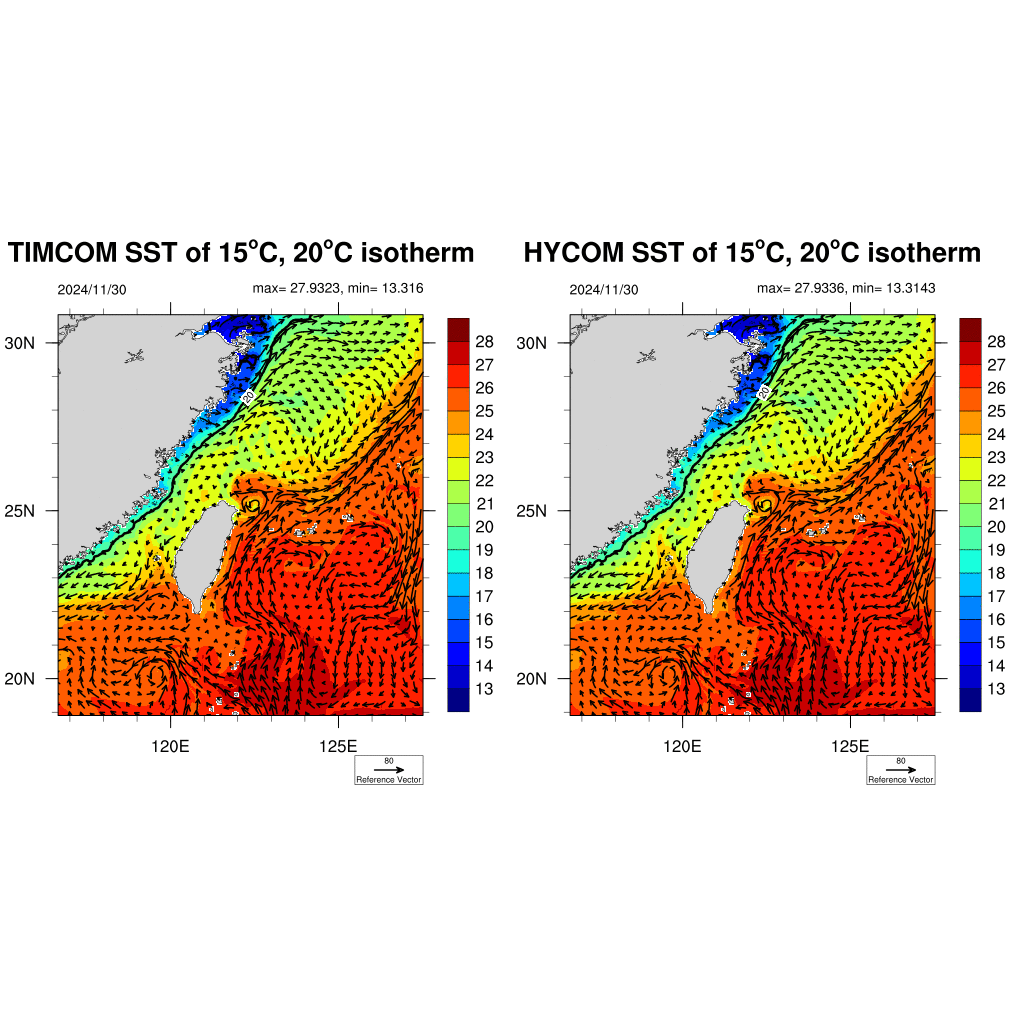 TIMCOM SST of 15°C, 20°C isotherm
2024/11/30
max= 27.9323, min= 13.316
30N
25N
20N
120E
125E
20
28
27
26
25
24
23
22
21
20
19
18
17
16
15
14
13
80
Reference Vector
HYCOM SST of 15°C, 20°C isotherm
2024/11/30
max= 27.9336, min= 13.3143
30N
25N
20N
120E
125E
20
28
27
26
25
24
23
22
21
20
19
18
17
16
15
14
13
80
Reference Vector